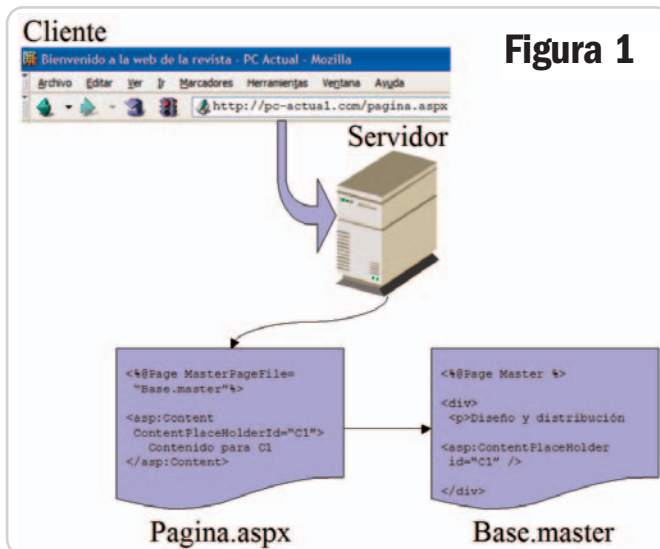 Cliente
Figura 1
Bienvenido a la web de la revista - PC Actual - Mozilla
Archivo Editar Ver Ir Marcadores Herramientas Ventana Ayuda
http://pc-actual.com/pagina.aspx
Servidor
<%@Page MasterPageFile=
"Base.master"%>
<asp:Content
ContentPlaceHolderId="C1">
Contenido para C1
</asp:Content>
<%@Page Master %>
<div>
<p>Diseño y distribución
<asp:ContentPlaceHolder
id="C1" />
</div>
Pagina.aspx
Base.master